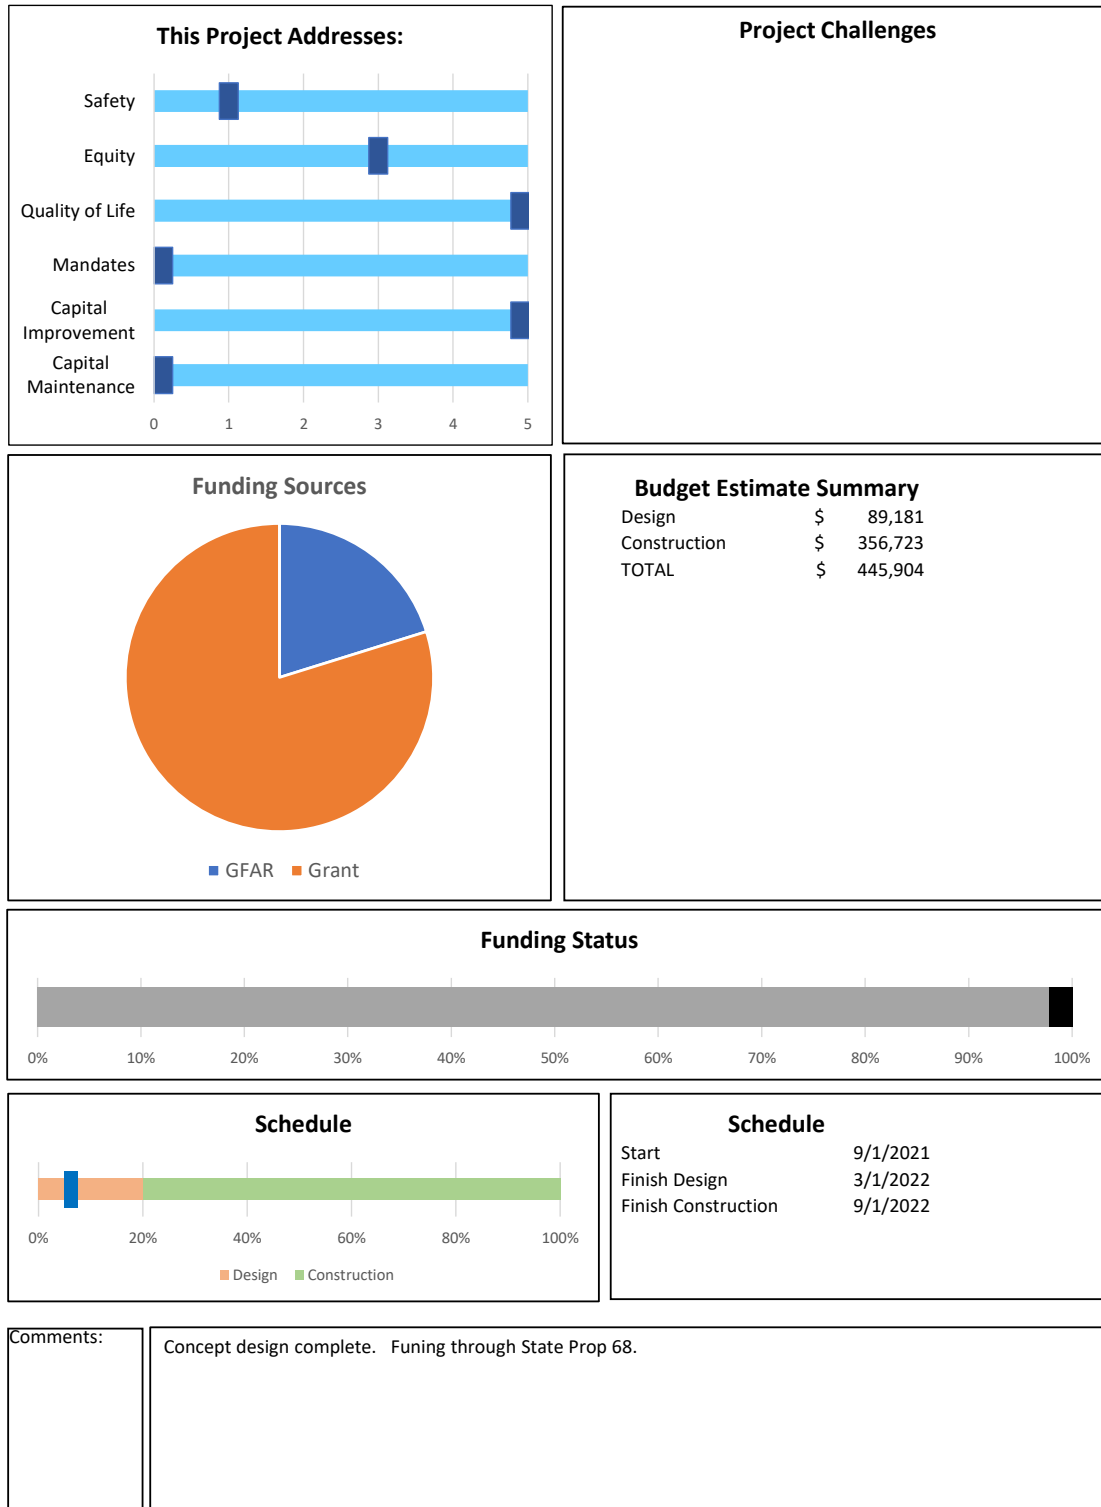 This Project Addresses:
Safety
Equity
Quality of Life
Mandates
Capital
Improvement
Capital
Maintenance
0 1 2 3 4 5
Project Challenges
Funding Sources
GFAR Grant
Budget Estimate Summary
Design $ 89,181
Construction $ 356,723
TOTAL $ 445,904
Funding Status
0% 10% 20% 30% 40% 50% 60% 70% 80% 90% 100%
Schedule
0% 20% 40% 60% 80% 100%
Design Construction
Schedule
Start 9/1/2021
Finish Design 3/1/2022
Finish Construction 9/1/2022
Comments:
Concept design complete. Funing through State Prop 68.